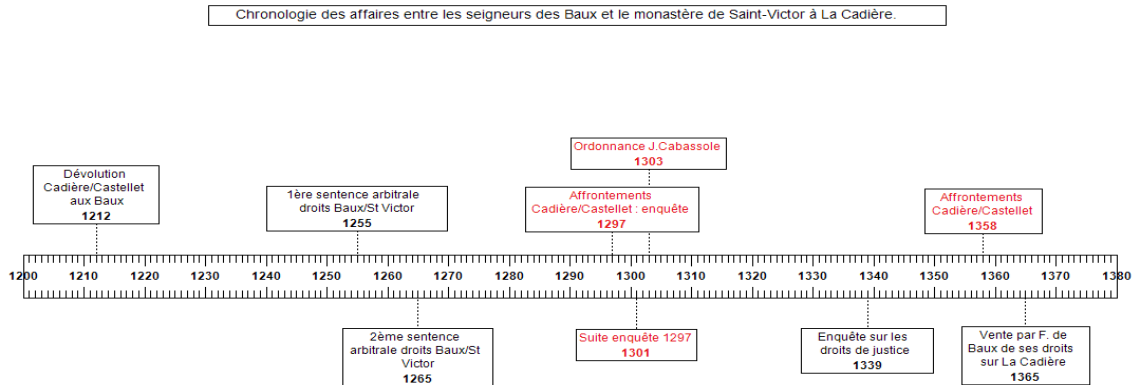 Chronologie des affaires entre les seigneurs des Baux et le monastère de Saint-Victor à La Cadière.
Ordonnance J.Cabassole
1303
Dévolution
Cadière/Castellet
aux Baux
1212
1ère sentence arbitrale
droits Baux/St Victor
1255
Affrontements
Cadière/Castellet : enquête
1297
Affrontements
Cadière/Castellet
1358
1200 1210 1220 1230 1240 1250 1260 1270 1280 1290 1300 1310 1320 1330 1340 1350 1360 1370 1380
2ème sentence
arbitrale droits Baux/St
Victor
1265
Suite enquête 1297
1301
Enquête sur les
droits de justice
1339
Vente par F. de
Baux de ses droits
sur La Cadière
1365